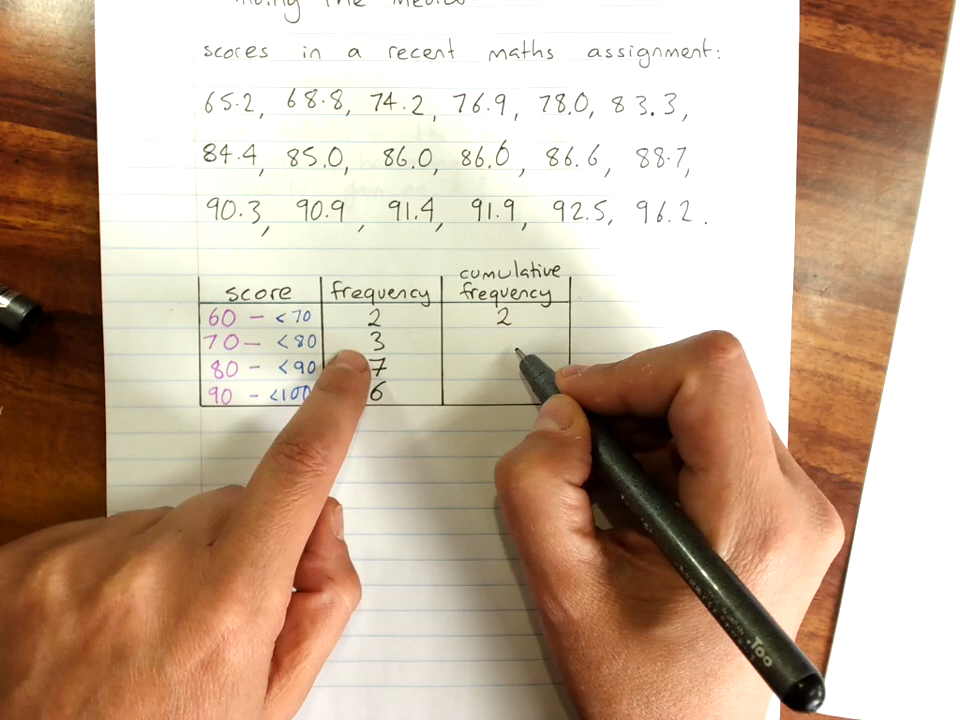 the
scores in a recent maths assignment:
65.2, 68.8, 74.2, 76.9, 78.0, 83.3,
84.4, 85.0, 86.0, 86.0, 86.6, 88.7,
90.3, 90.9, 91.4, 91.9, 92.5, 96.2.
score frequency cumulative frequency
60 - <70 2 2
70 - <80 3
80 - <90 7
90 - <100 6
Too